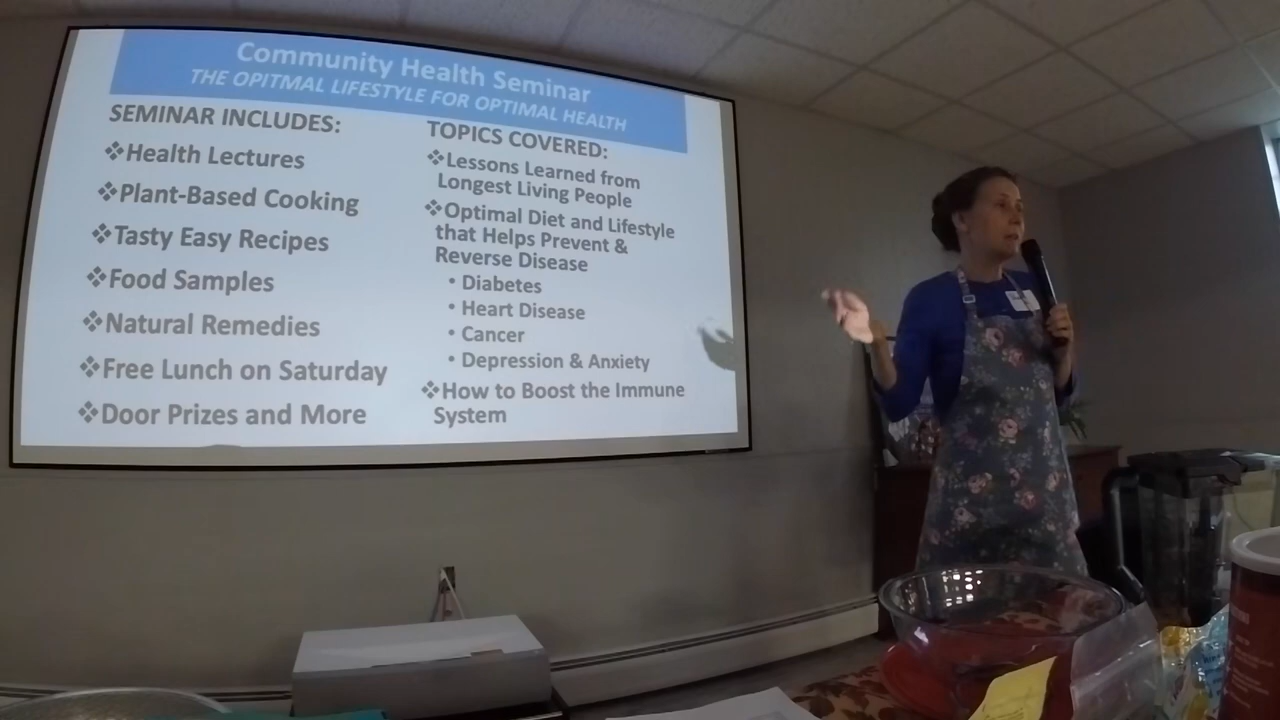 Community Health Seminar
THE OPITMAL LIFESTYLE FOR OPTIMAL HEALTH
SEMINAR INCLUDES:
❖Health Lectures
❖Plant-Based Cooking
❖Tasty Easy Recipes
❖Food Samples
❖Natural Remedies
❖Free Lunch on Saturday
❖Door Prizes and More
TOPICS COVERED:
❖Lessons Learned from
Longest Living People
❖Optimal Diet and Lifestyle
that Helps Prevent &
Reverse Disease
• Diabetes
• Heart Disease
• Cancer
• Depression & Anxiety
❖How to Boost the Immune
System